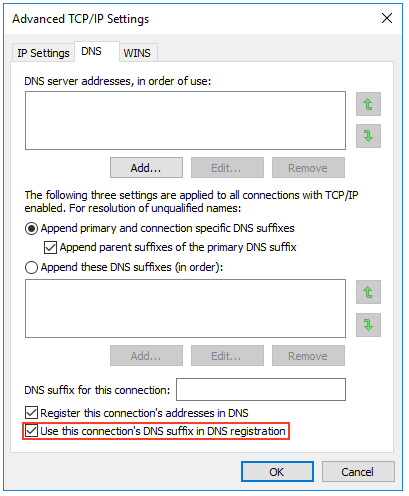 Advanced TCP/IP Settings
IP Settings DNS WINS
DNS server addresses, in order of use:
Add... Edit... Remove
The following three settings are applied to all connections with TCP/IP
enabled. For resolution of unqualified names:
Append primary and connection specific DNS suffixes
Append parent suffixes of the primary DNS suffix
Append these DNS suffixes (in order):
Add... Edit... Remove
DNS suffix for this connection:
Register this connection's addresses in DNS
Use this connection's DNS suffix in DNS registration
OK Cancel